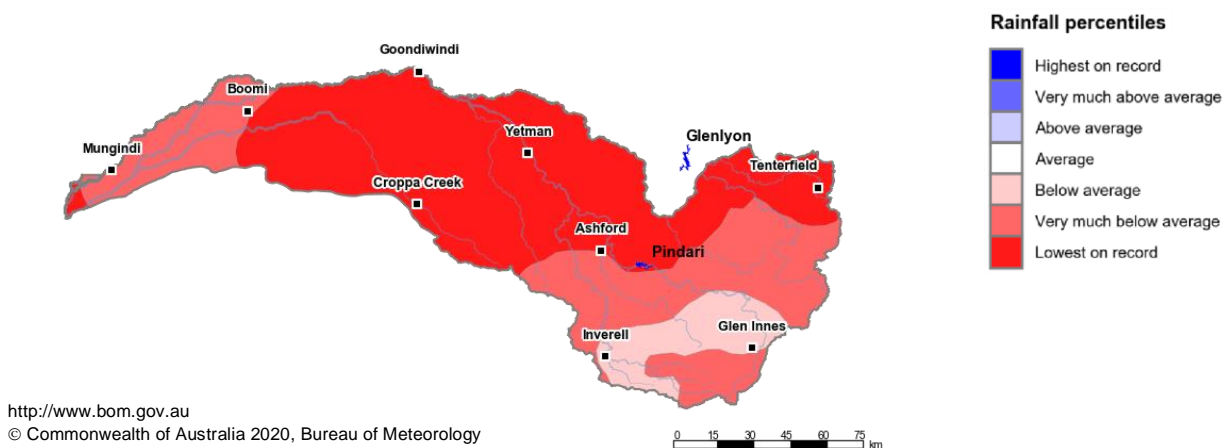 Rainfall percentiles
Highest on record
Very much above average
Above average
Average
Below average
Very much below average
Lowest on record
Goondiwindi
Boomi
Mungindi
Yetman
Glenlyon
Tenterfield
Croppa Creek
Ashford
Pindari
Inverell
Glen Innes
http://www.bom.gov.au
© Commonwealth of Australia 2020, Bureau of Meteorology
0 15 30 45 60 75
km